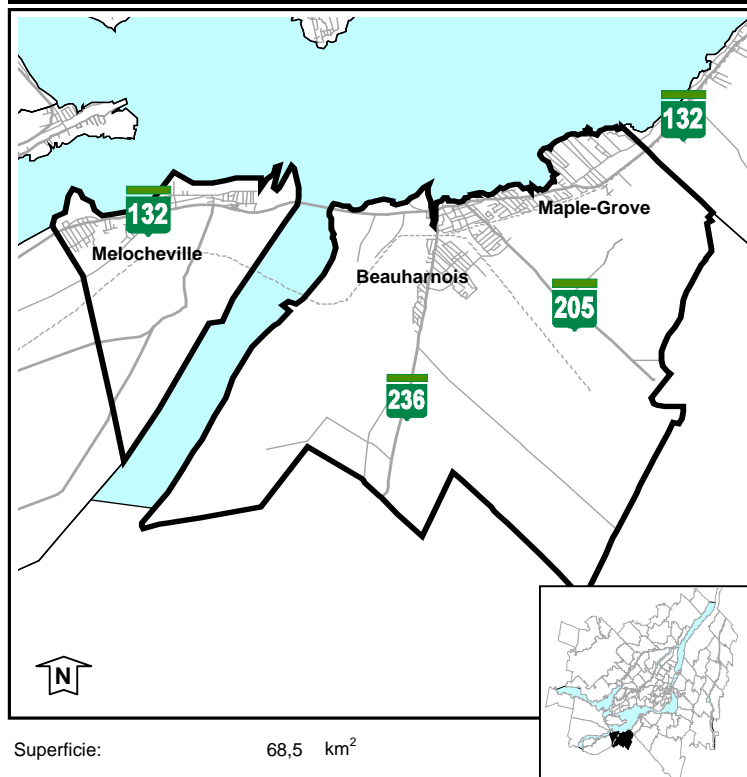 132
132
Maple-Grove
Melocheville
Beauharnois
205
236
N
Superficie: 68,5 km²